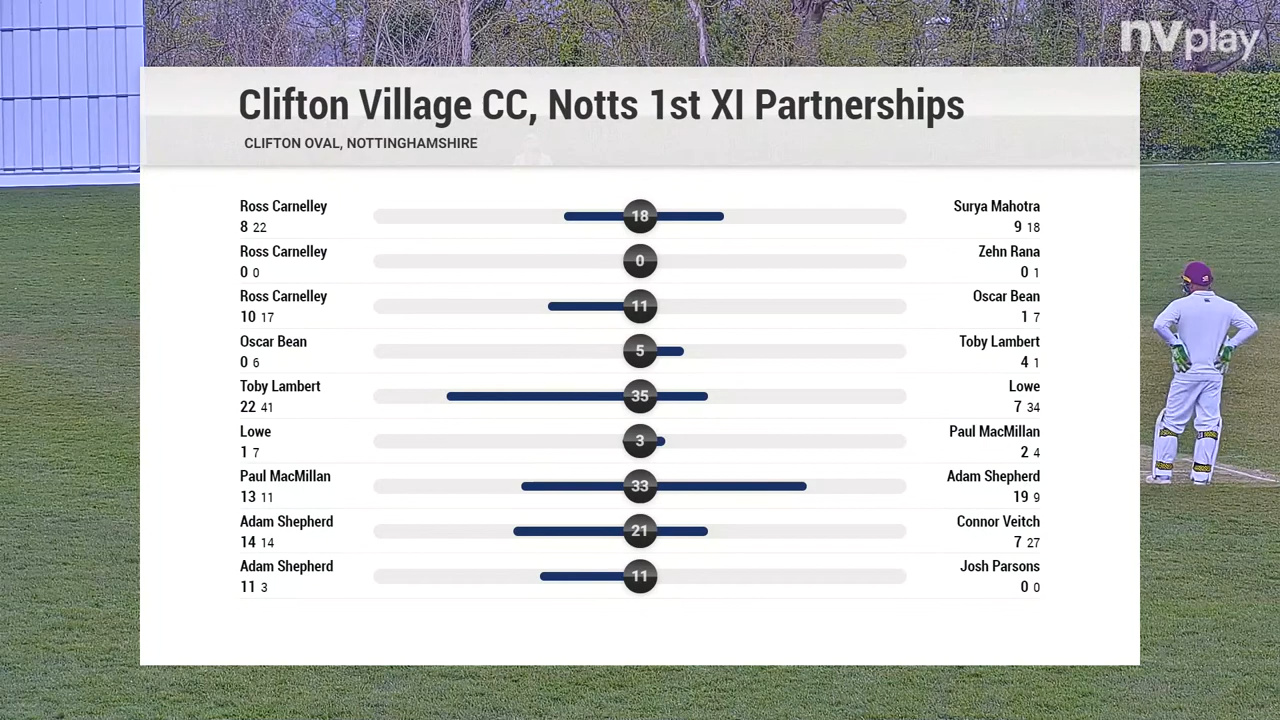 nvplay
Clifton Village CC, Notts 1st XI Partnerships
CLIFTON OVAL, NOTTINGHAMSHIRE
Ross Carnelley 18 Surya Mahotra
8 22 9 18
Ross Carnelley 0 Zehn Rana
0 0 0 1
Ross Carnelley 11 Oscar Bean
10 17 1 7
Oscar Bean 5 Toby Lambert
0 6 4 1
Toby Lambert 35 Lowe
22 41 7 34
Lowe 3 Paul MacMillan
1 7 2 4
Paul MacMillan 33 Adam Shepherd
13 11 19 9
Adam Shepherd 21 Connor Veitch
14 14 7 27
Adam Shepherd 11 Josh Parsons
11 3 0 0